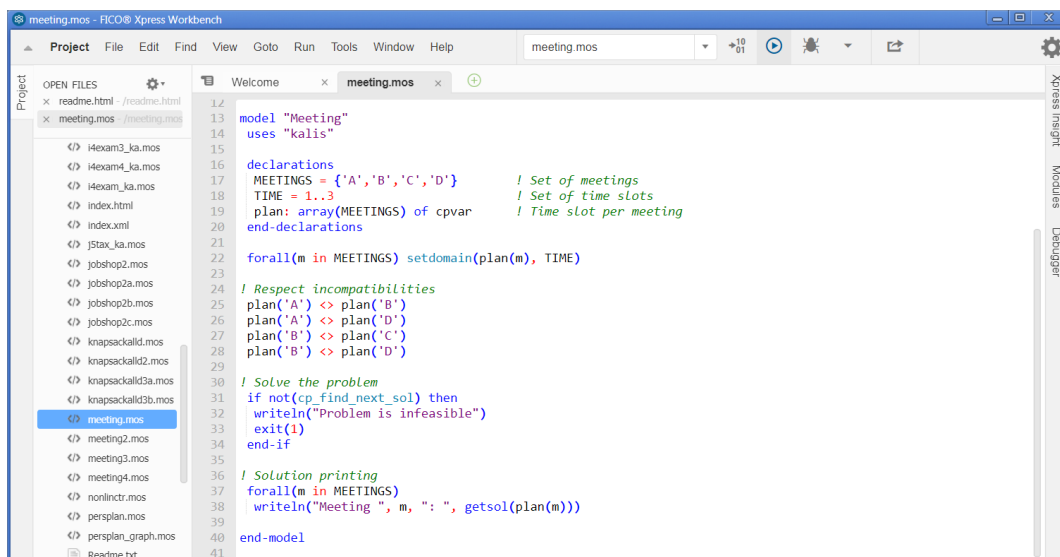 meeting.mos - FICO® Xpress Workbench
Project File Edit Find View Goto Run Tools Window Help meeting.mos 10 01
Project
OPEN FILES
readme.html - /readme.html
meeting.mos - /meeting.mos
</> i4exam3_ka.mos
</> i4exam4_ka.mos
</> i4exam_ka.mos
</> index.html
</> index.xml
</> j5tax_ka.mos
</> jobshop2.mos
</> jobshop2a.mos
</> jobshop2b.mos
</> jobshop2c.mos
</> knapsackalld.mos
</> knapsackalld2.mos
</> knapsackalld3a.mos
</> knapsackalld3b.mos
</> meeting.mos
</> meeting2.mos
</> meeting3.mos
</> meeting4.mos
</> nonlinctr.mos
</> persplan.mos
</> persplan_graph.mos
Readme.txt
Welcome × meeting.mos ×
12
13 model "Meeting"
14 uses "kalis"
15
16 declarations
17 MEETINGS = {'A','B','C','D'} ! Set of meetings
18 TIME = 1..3 ! Set of time slots
19 plan: array(MEETINGS) of cpvar ! Time slot per meeting
20 end-declarations
21
22 forall(m in MEETINGS) setdomain(plan(m), TIME)
23
24 ! Respect incompatibilities
25 plan('A') <> plan('B')
26 plan('A') <> plan('D')
27 plan('B') <> plan('C')
28 plan('B') <> plan('D')
29
30 ! Solve the problem
31 if not(cp_find_next_sol) then
32 writeln("Problem is infeasible")
33 exit(1)
34 end-if
35
36 ! Solution printing
37 forall(m in MEETINGS)
38 writeln("Meeting ", m, ": ", getsol(plan(m)))
39
40 end-model
41
Xpress Insight
Modules
Debugger